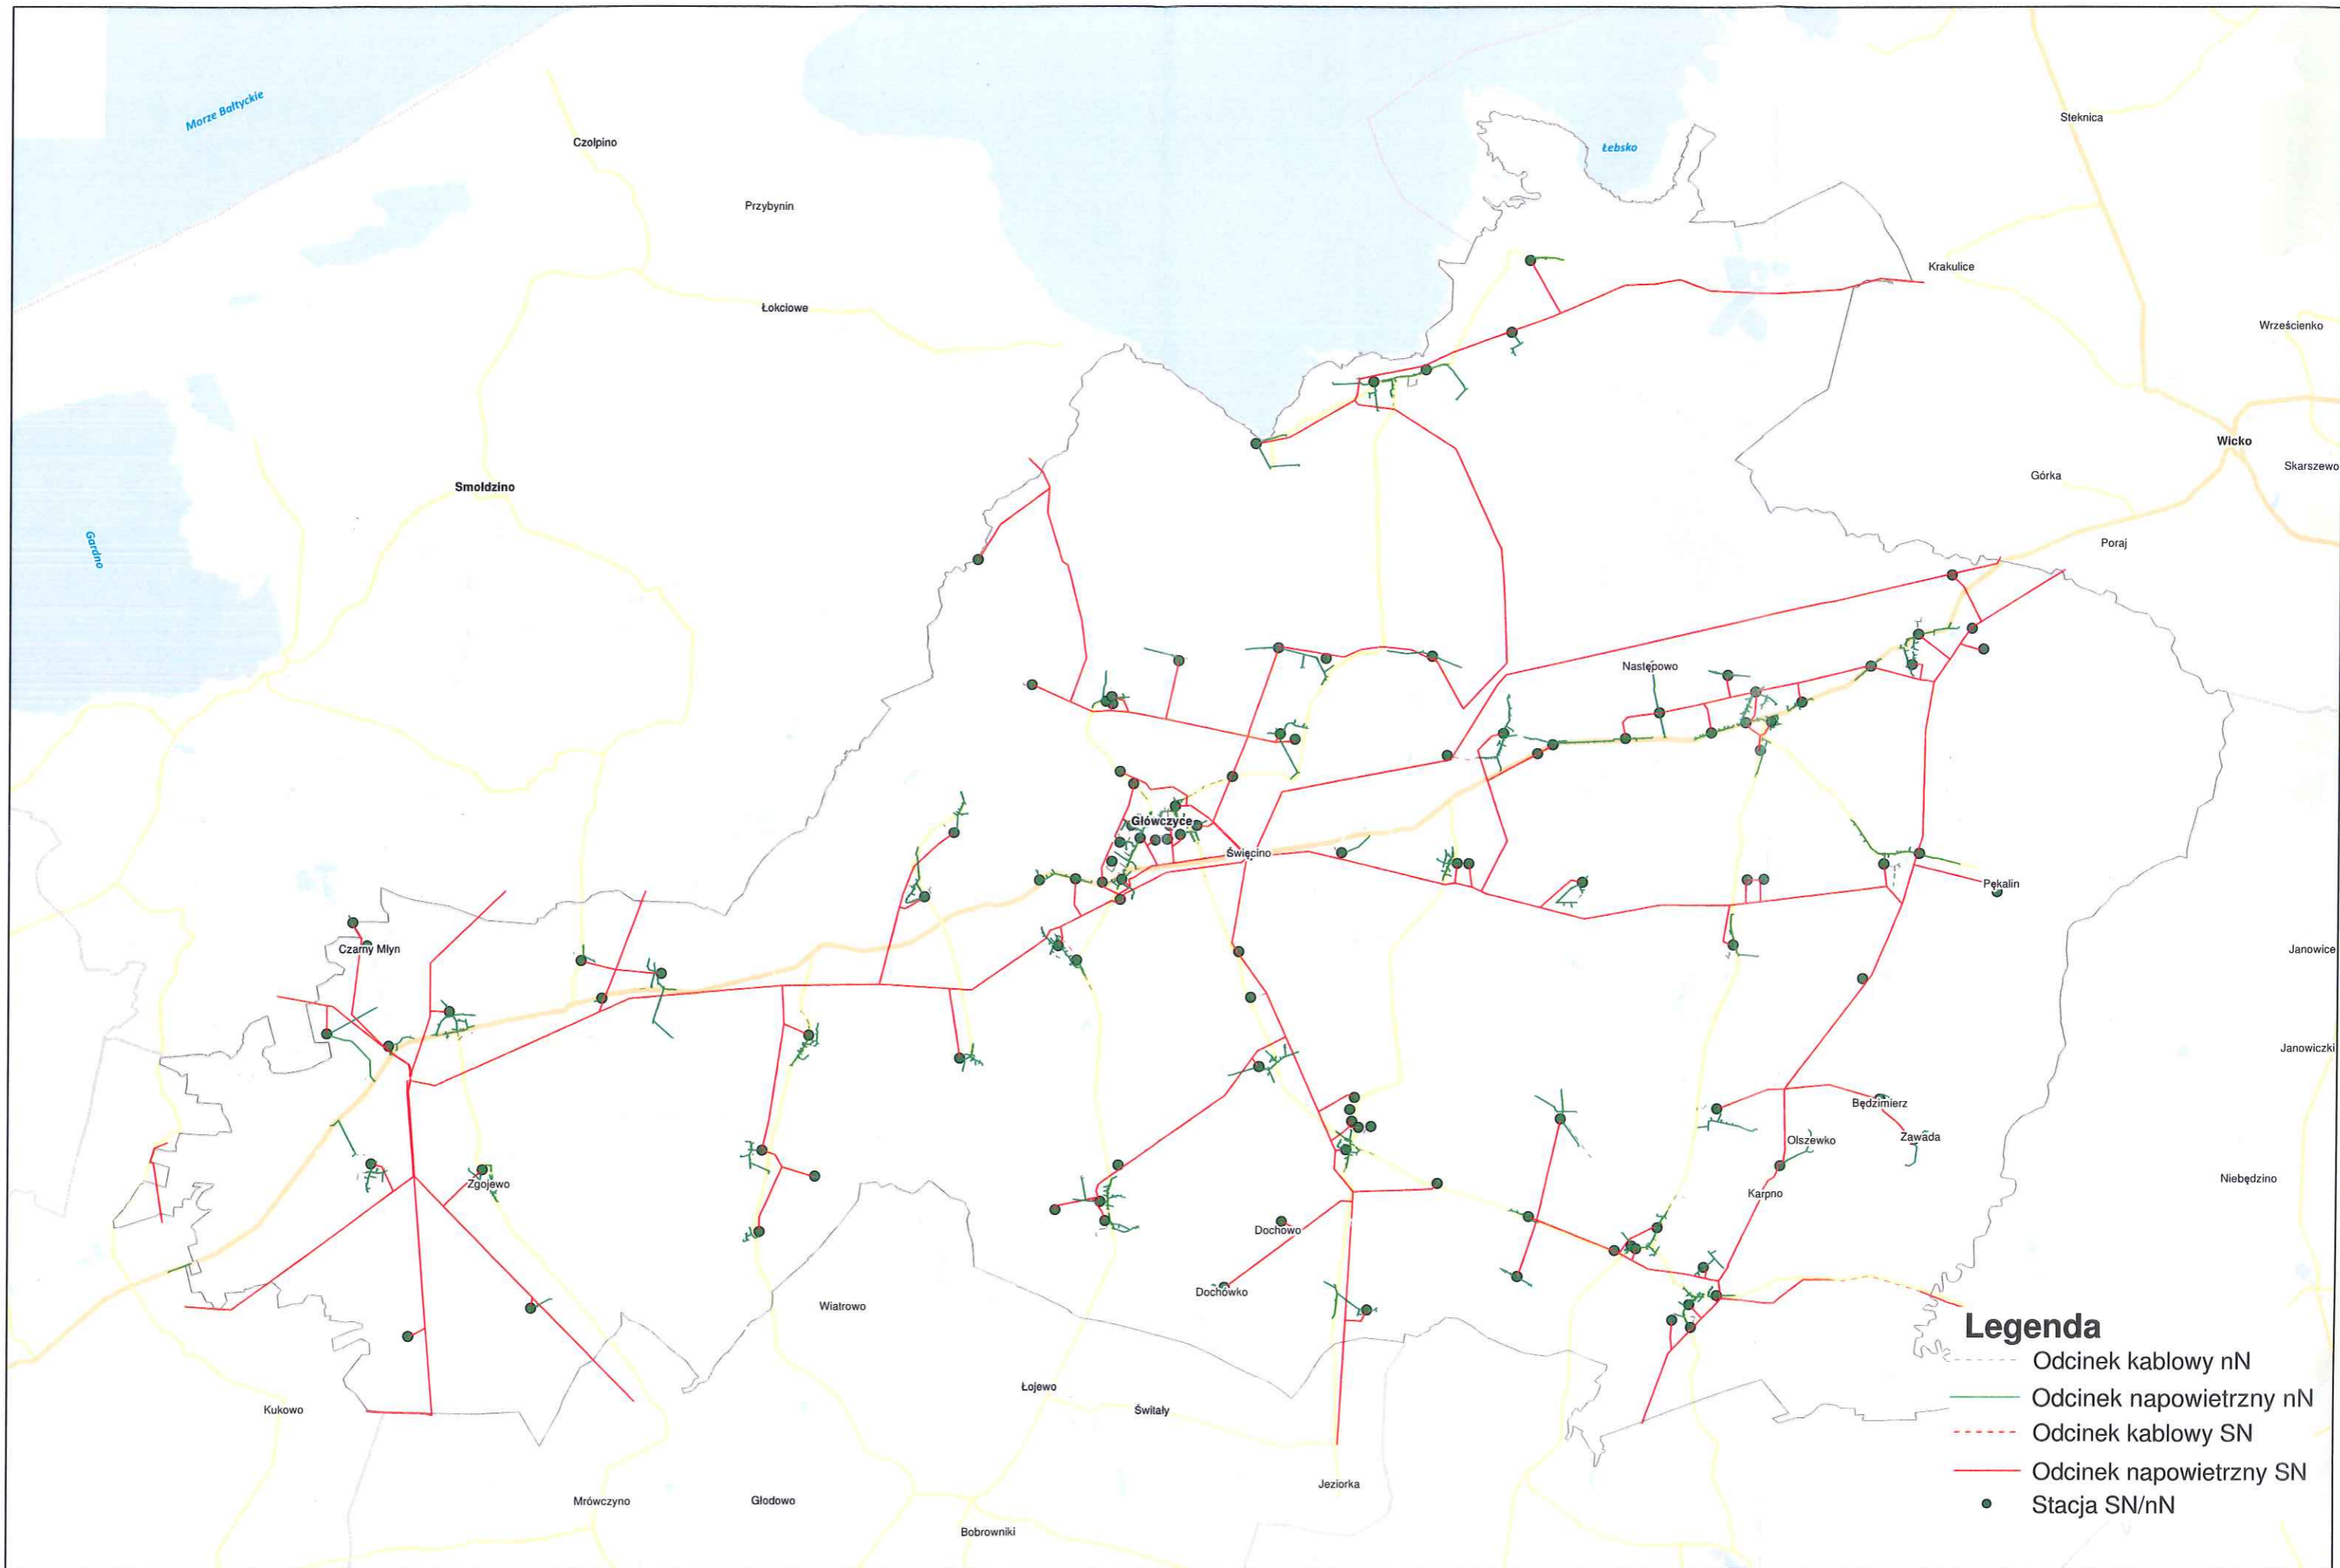 Morze Bałtyckie
Czolpino
Łebsko
Steknica
Przybynin
Krakulice
Łokciowe
Wrześcienko
Wicko
Skarszewo
Górka
Smołdzino
Gardno
Poraj
Następowo
Główczyce
Święcino
Pękalin
Czarny Młyn
Janowice
Janowiczki
Będzimierz
Olszewko
Zawada
Niebędzino
Zgojewo
Karpno
Dochowo
Dochówko
Wiatrowo
Łojewo
Świtały
Kukowo
Jeziorka
Mrówczyno
Głodowo
Bobrowniki
Legenda
Odcinek kablowy nN
Odcinek napowietrzny nN
Odcinek kablowy SN
Odcinek napowietrzny SN
Stacja SN/nN